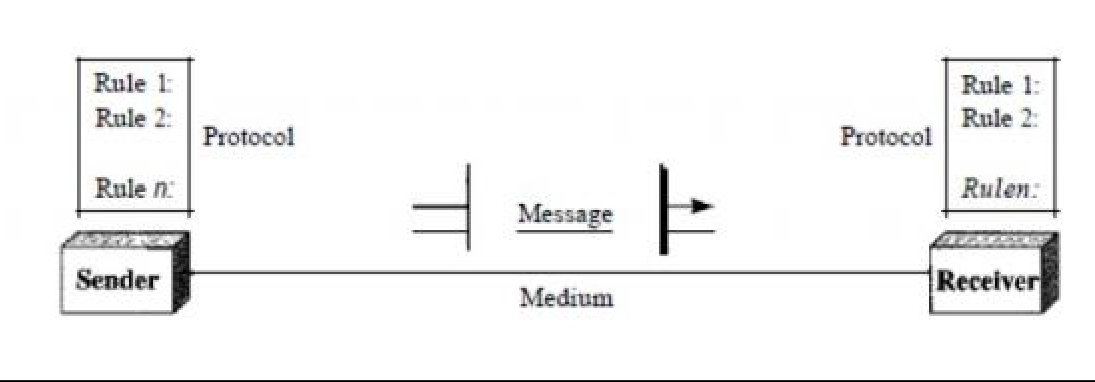 Rule 1:
Rule 2:
Rule n:
Protocol
Message
Medium
Sender
Protocol
Rule 1:
Rule 2:
Rulen:
Receiver